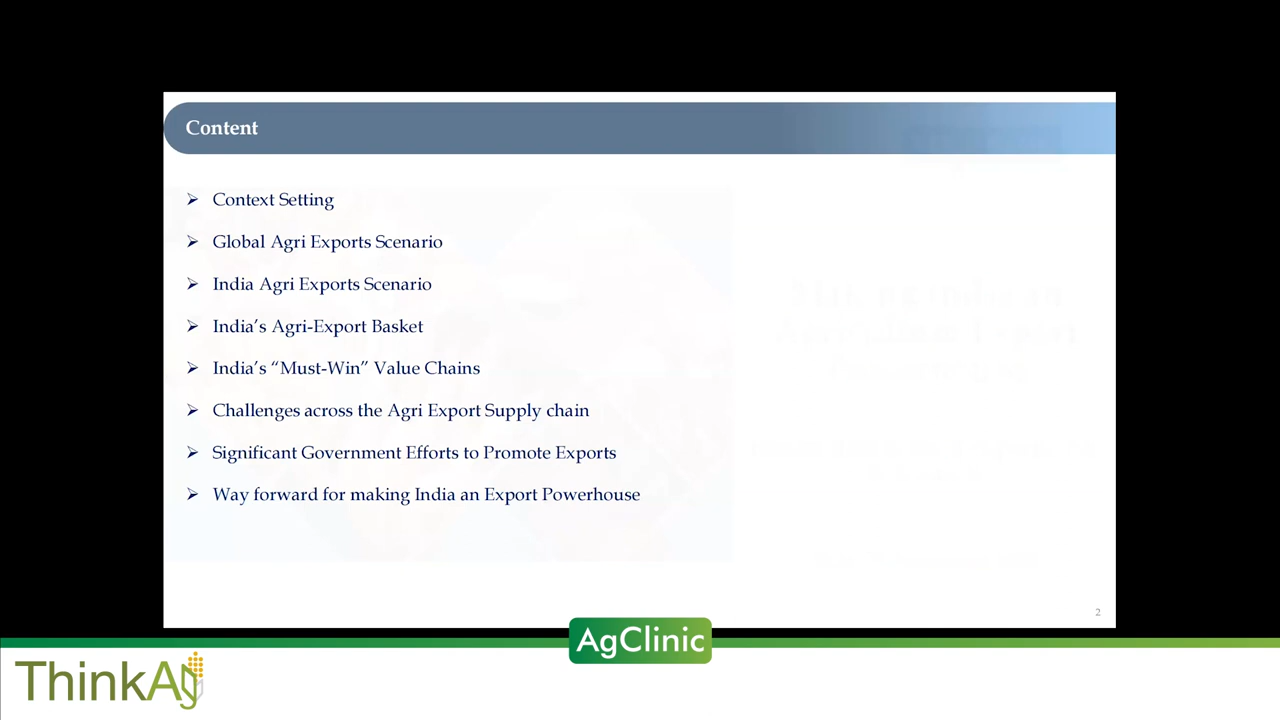 Content
➢ Context Setting
➢ Global Agri Exports Scenario
➢ India Agri Exports Scenario
➢ India’s Agri-Export Basket
➢ India’s “Must-Win” Value Chains
➢ Challenges across the Agri Export Supply chain
➢ Significant Government Efforts to Promote Exports
➢ Way forward for making India an Export Powerhouse
2
AgClinic
ThinkAg